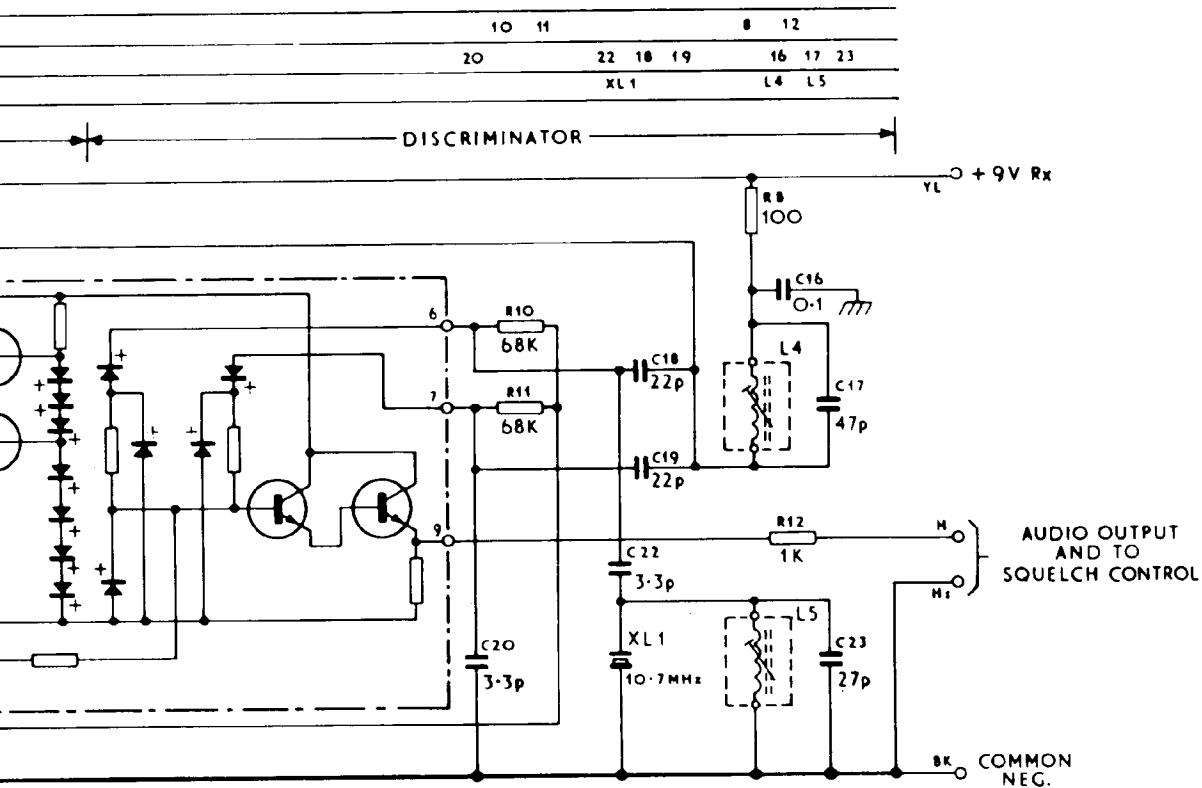 10 11 8 12
20 22 18 19 16 17 23
XL1 L4 L5
DISCRIMINATOR
YL + 9V Rx
R8
100
C16
0·1
6 R10
68K
L4
C18
22p
C17
47p
7 R11
68K
C19
22p
9 R12
1K
H
Hs
AUDIO OUTPUT
AND TO
SQUELCH CONTROL
C22
3·3p
L5
XL1
10·7MHz
C20
3·3p
C23
27p
BK COMMON
NEG.
+
+
+
+
+
+
+
+
+
+
+
+